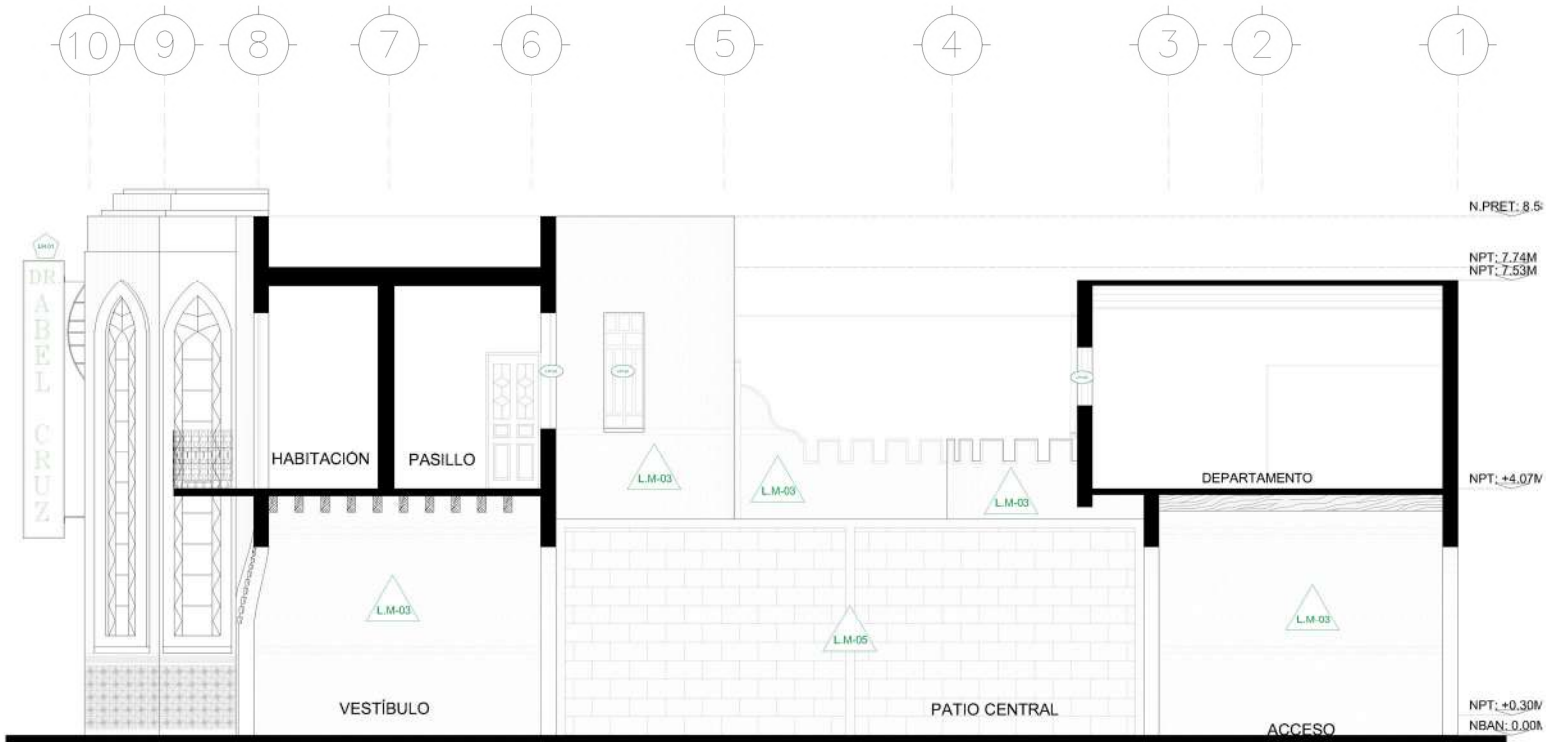 10 9 8 7 6 5 4 3 2 1
N.PRET: 8.5
NPT: 7.74M
NPT: 7.53M
DR.
ABEL CRUZ
HABITACIÓN
PASILLO
L.M-03
L.M-03
L.M-03
DEPARTAMENTO
NPT: +4.07M
L.M-03
L.M-05
L.M-03
VESTÍBULO
PATIO CENTRAL
ACCESO
NPT: +0.30M
NBAN: 0.00M